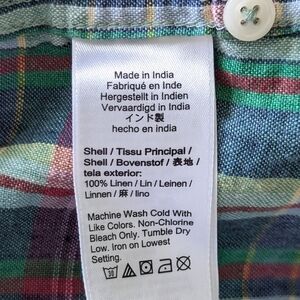 Made in India
Fabriqué en Inde
Hergestellt in Indien
Vervaardigd in India
インド製
hecho en india
Shell / Tissu Principal /
Shell / Bovenstof / 表地 /
tela exterior:
100% Linen / Lin / Leinen /
Linnen / 麻 / lino
Machine Wash Cold With
Like Colors. Non-Chlorine
Bleach Only. Tumble Dry
Low. Iron on Lowest
Setting.